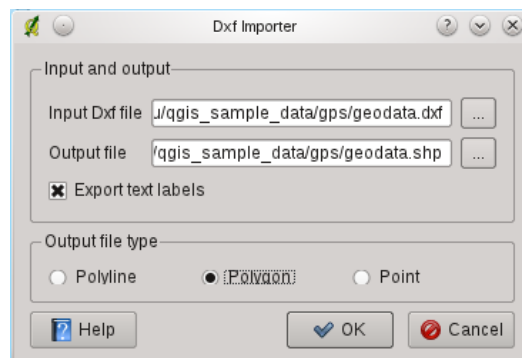 Dxf Importer
Input and output
Input Dxf file u/qgis_sample_data/gps/geodata.dxf ...
Output file /qgis_sample_data/gps/geodata.shp ...
Export text labels
Output file type
Polyline Polygon Point
Help OK Cancel